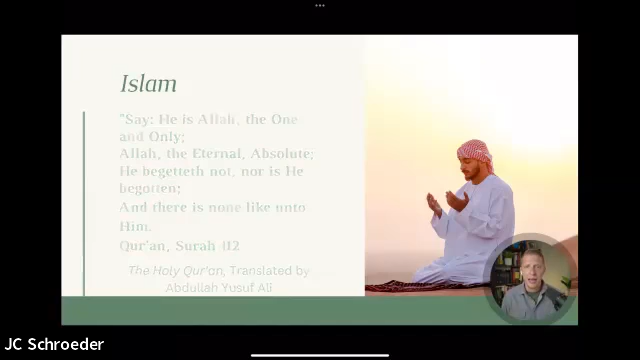 Islam
"Say: He is Allah, the One
and Only;
Allah, the Eternal, Absolute;
He begetteth not, nor is He
begotten;
And there is none like unto
Him.
Qur'an, Surah 112
The Holy Qur'an, Translated by
Abdullah Yusuf Ali
JC Schroeder